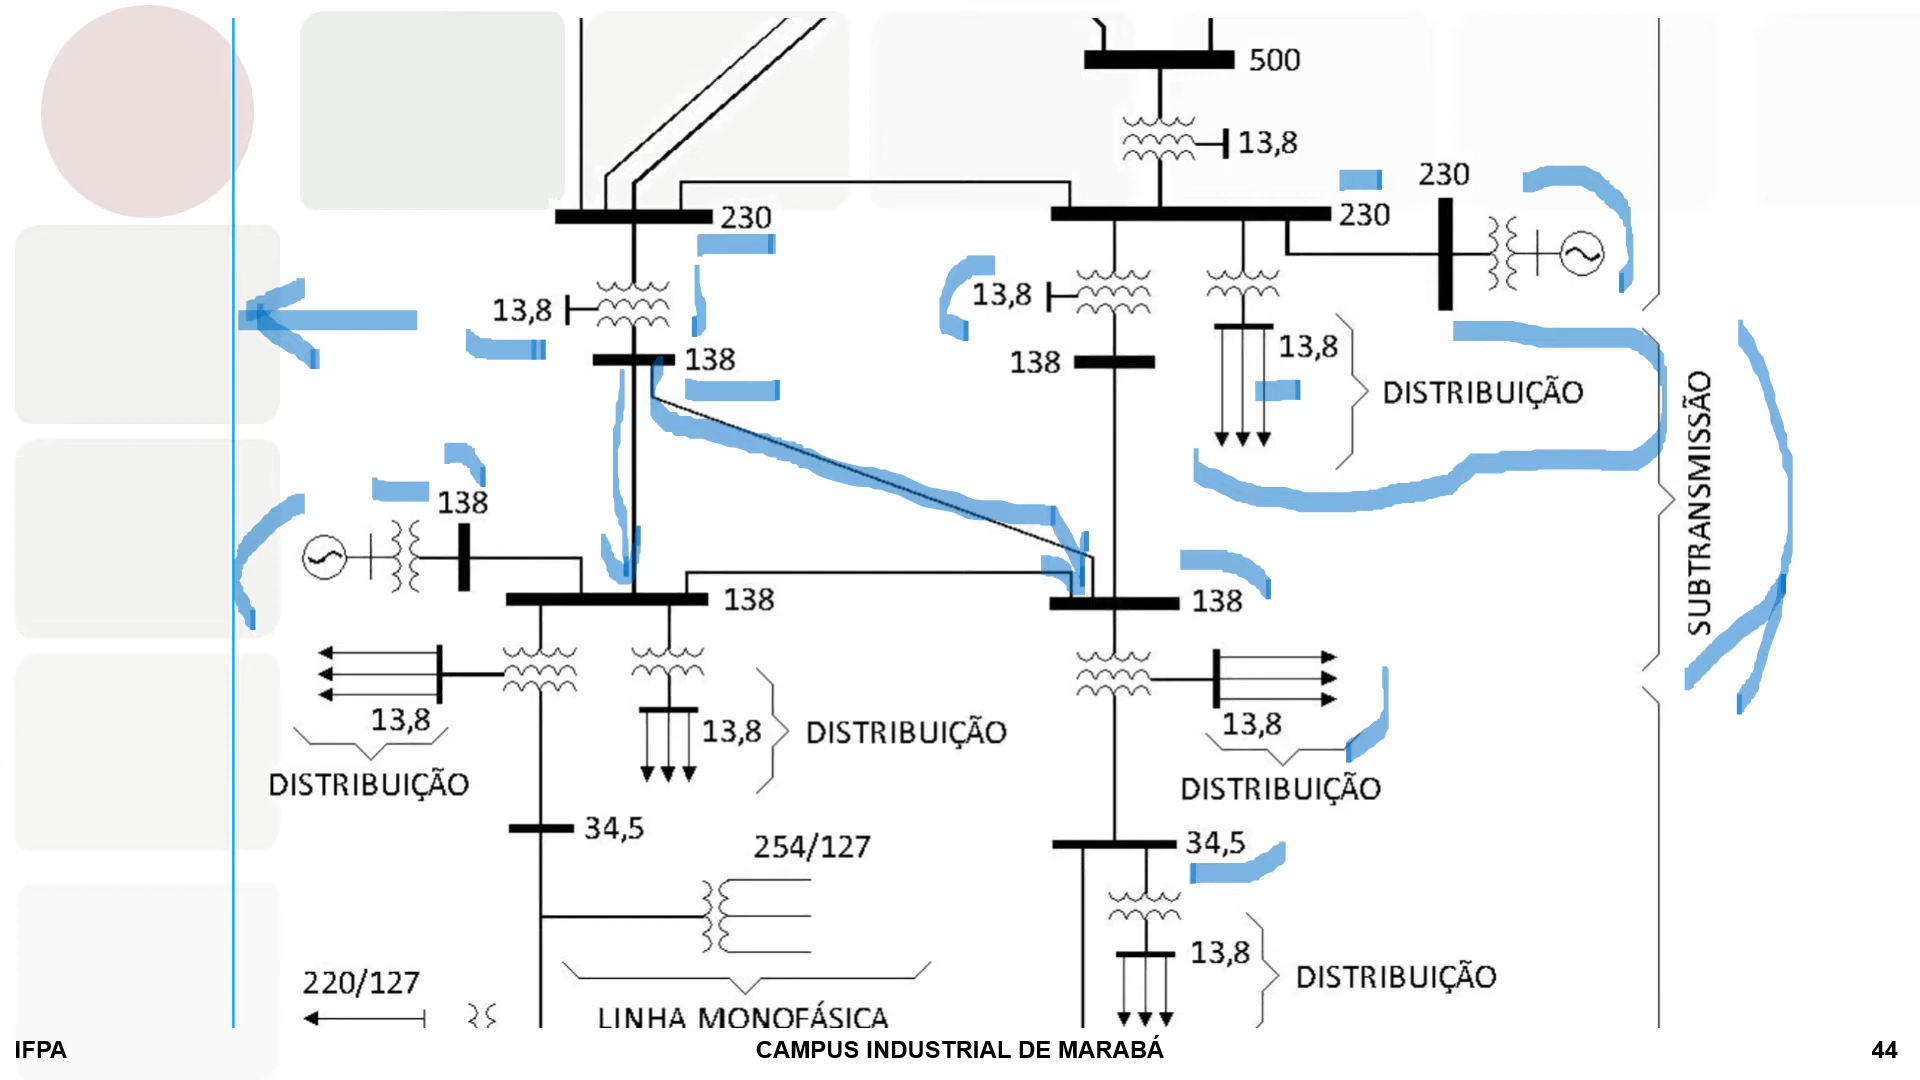 500
13,8
230
230
230
13,8
13,8
13,8
138
138
DISTRIBUIÇÃO
SUBTRANSMISSÃO
138
138
138
13,8
13,8
13,8
DISTRIBUIÇÃO
DISTRIBUIÇÃO
DISTRIBUIÇÃO
34,5
34,5
254/127
13,8
220/127
DISTRIBUIÇÃO
LINHA MONOFÁSICA
IFPA
CAMPUS INDUSTRIAL DE MARABÁ
44